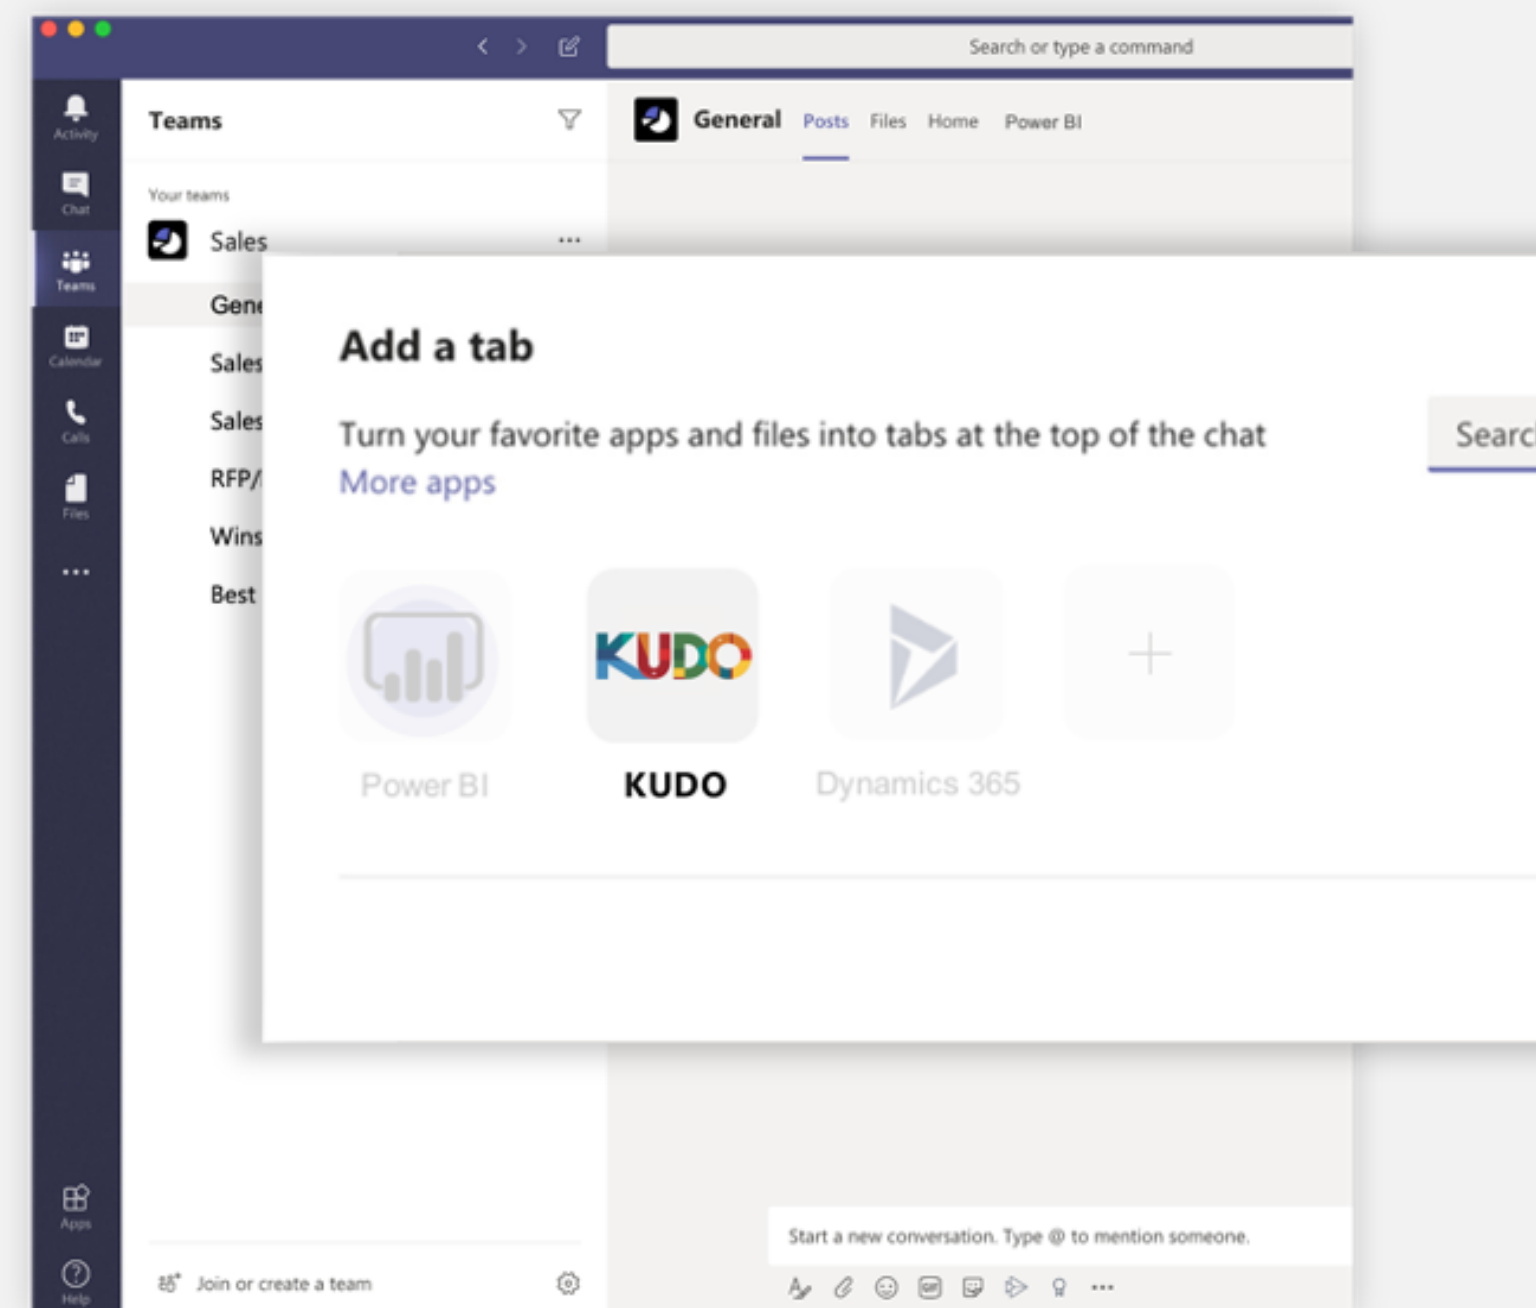 Search or type a command
Activity
Chat
Teams
Calendar
Calls
Files
Apps
Help
Teams
Your teams
Sales
Gene
Sales
Sales
RFP/
Wins
Best
Join or create a team
General Posts Files Home Power BI
Add a tab
Turn your favorite apps and files into tabs at the top of the chat
More apps
Searc
KUDO
Power BI
KUDO
Dynamics 365
Start a new conversation. Type @ to mention someone.
GIF